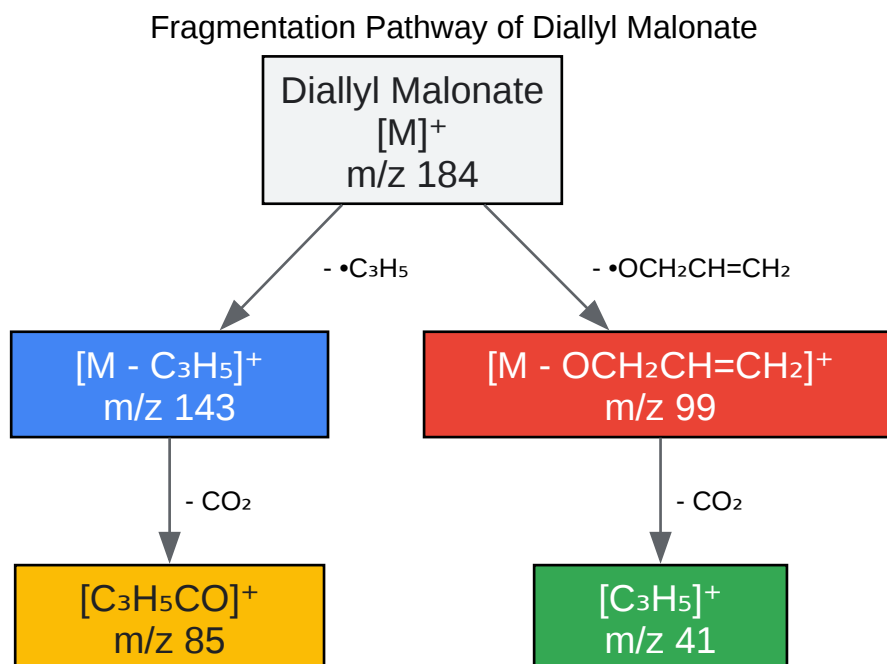 Fragmentation Pathway of Diallyl Malonate
Diallyl Malonate
[M]⁺
m/z 184
- •C₃H₅
- •OCH₂CH=CH₂
[M - C₃H₅]⁺
m/z 143
[M - OCH₂CH=CH₂]⁺
m/z 99
- CO₂
- CO₂
[C₃H₅CO]⁺
m/z 85
[C₃H₅]⁺
m/z 41